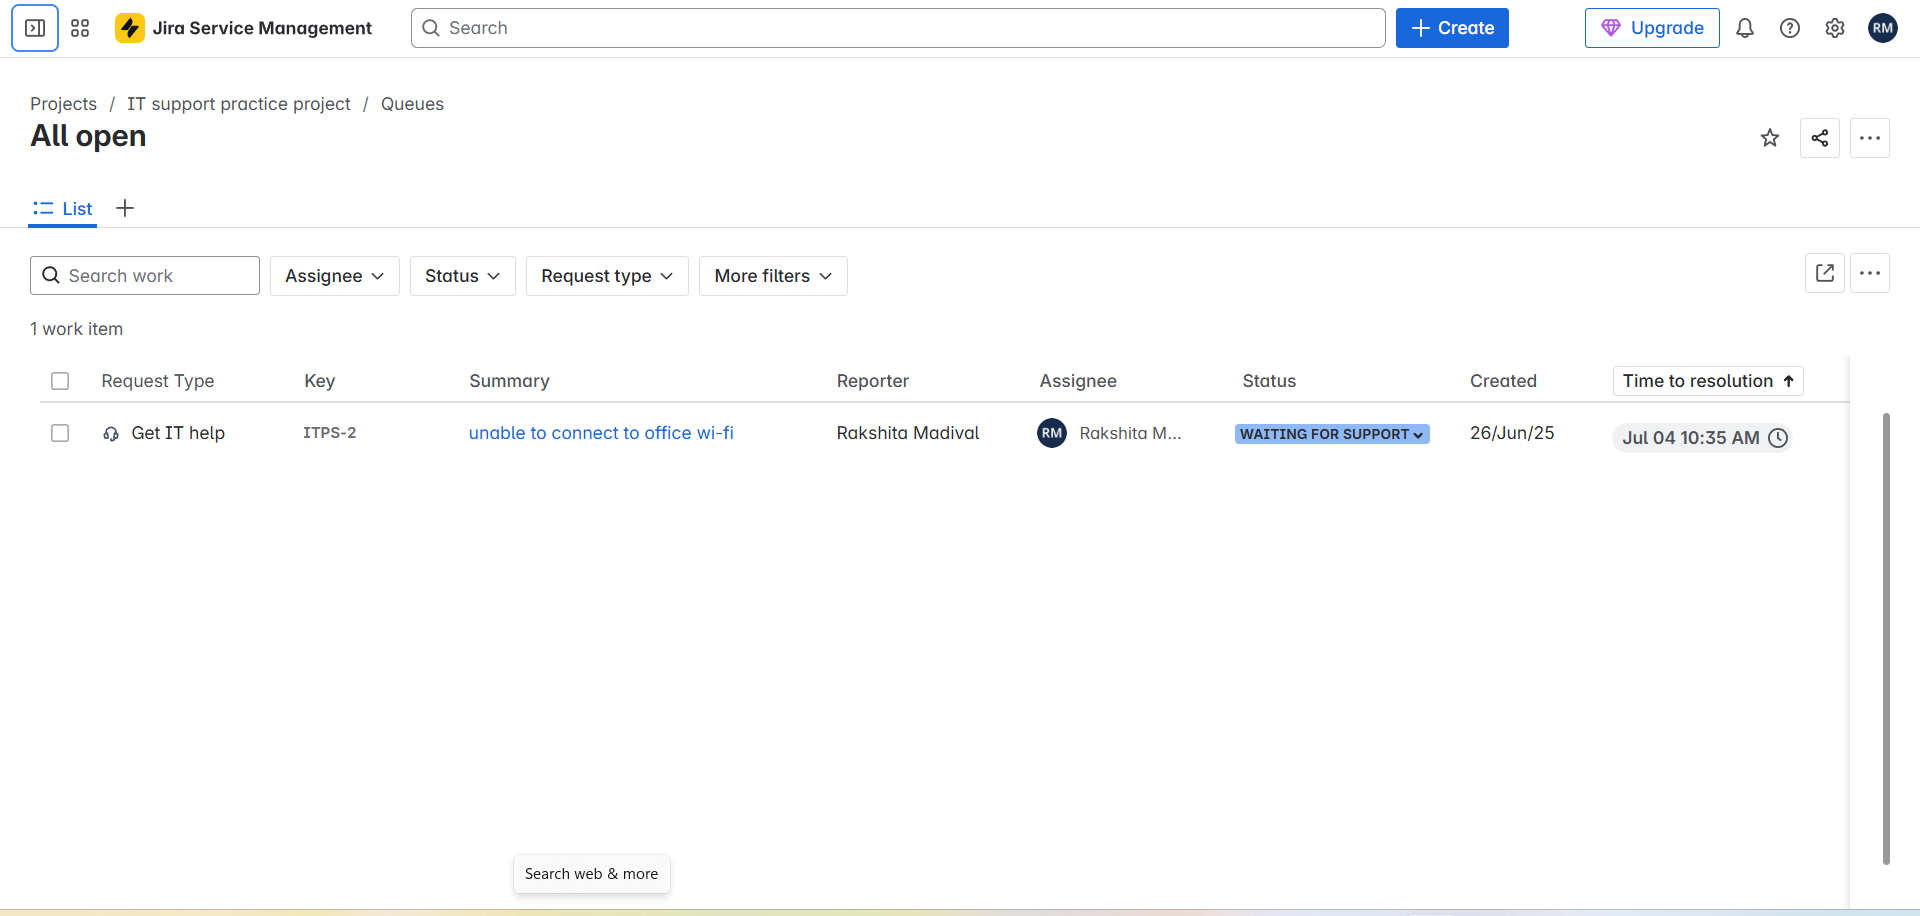 Jira Service Management
Search
Create
Upgrade
RM
Projects / IT support practice project / Queues
All open
List
Search work
Assignee
Status
Request type
More filters
1 work item
Request Type Key Summary Reporter Assignee Status Created Time to resolution
Get IT help ITPS-2 unable to connect to office wi-fi Rakshita Madival RM Rakshita M... WAITING FOR SUPPORT 26/Jun/25 Jul 04 10:35 AM
Search web & more